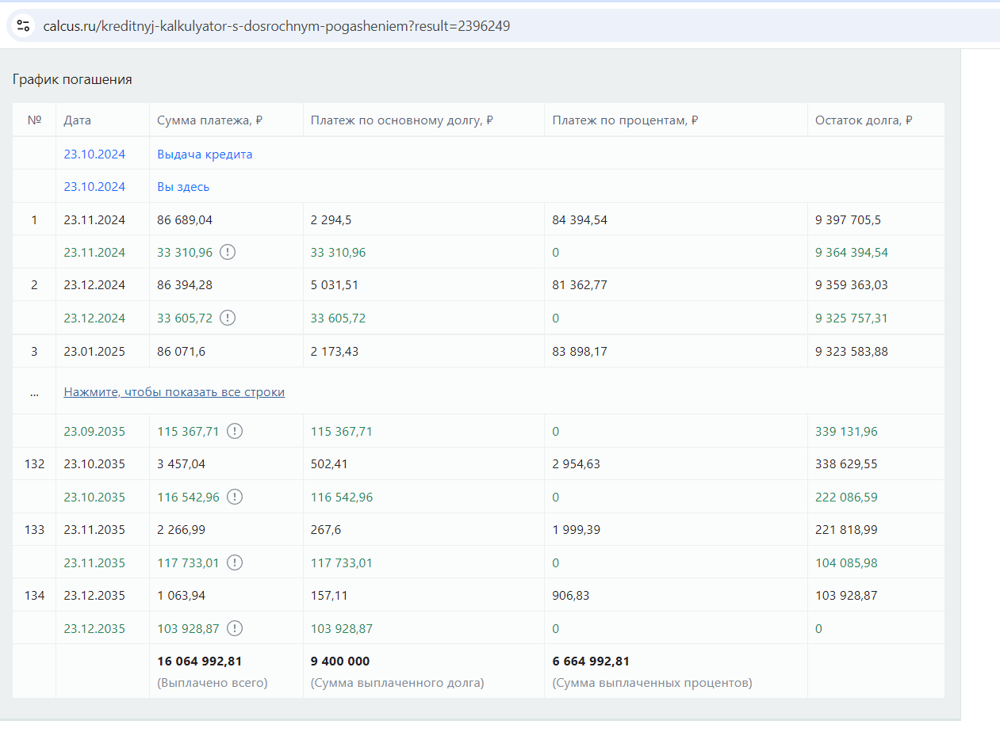 calcus.ru/kreditnyj-kalkulyator-s-dosrochnym-pogasheniem?result=2396249
График погашения
№ Дата Сумма платежа, ₽ Платеж по основному долгу, ₽ Платеж по процентам, ₽ Остаток долга, ₽
23.10.2024 Выдача кредита
23.10.2024 Вы здесь
1 23.11.2024 86 689,04 2 294,5 84 394,54 9 397 705,5
23.11.2024 33 310,96 33 310,96 0 9 364 394,54
2 23.12.2024 86 394,28 5 031,51 81 362,77 9 359 363,03
23.12.2024 33 605,72 33 605,72 0 9 325 757,31
3 23.01.2025 86 071,6 2 173,43 83 898,17 9 323 583,88
... Нажмите, чтобы показать все строки
23.09.2035 115 367,71 115 367,71 0 339 131,96
132 23.10.2035 3 457,04 502,41 2 954,63 338 629,55
23.10.2035 116 542,96 116 542,96 0 222 086,59
133 23.11.2035 2 266,99 267,6 1 999,39 221 818,99
23.11.2035 117 733,01 117 733,01 0 104 085,98
134 23.12.2035 1 063,94 157,11 906,83 103 928,87
23.12.2035 103 928,87 103 928,87 0 0
16 064 992,81 9 400 000 6 664 992,81
(Выплачено всего) (Сумма выплаченного долга) (Сумма выплаченных процентов)